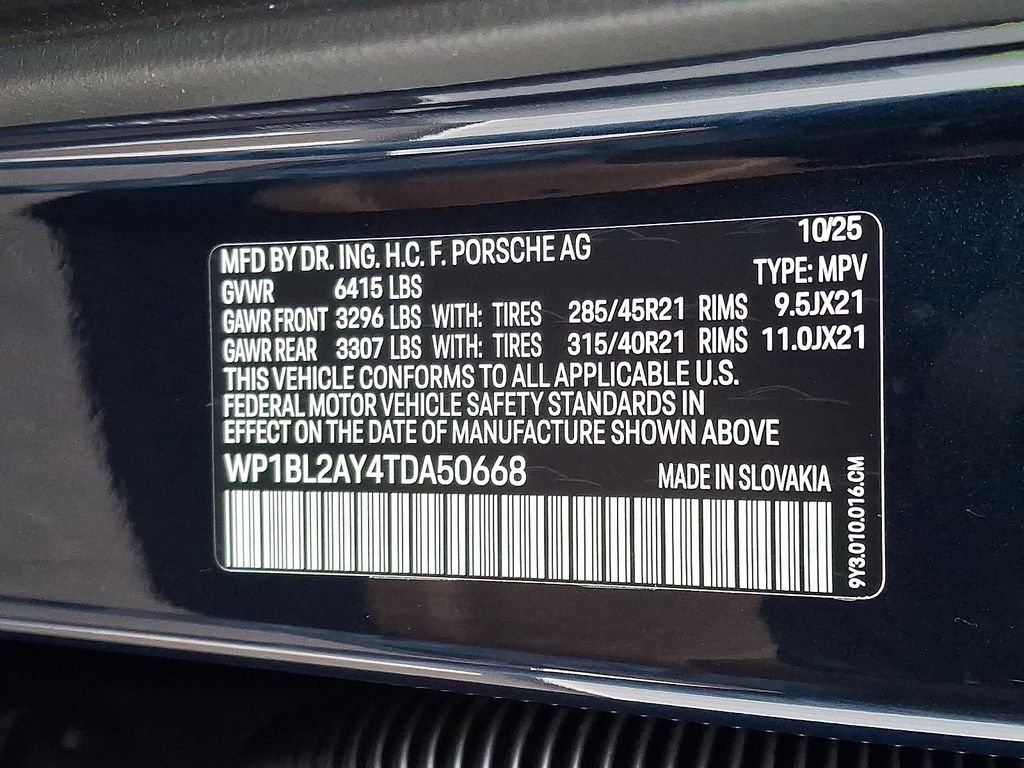 MFD BY DR. ING. H.C. F. PORSCHE AG 10/25
GVWR 6415 LBS TYPE: MPV
GAWR FRONT 3296 LBS WITH: TIRES 285/45R21 RIMS 9.5JX21
GAWR REAR 3307 LBS WITH: TIRES 315/40R21 RIMS 11.0JX21
THIS VEHICLE CONFORMS TO ALL APPLICABLE U.S.
FEDERAL MOTOR VEHICLE SAFETY STANDARDS IN
EFFECT ON THE DATE OF MANUFACTURE SHOWN ABOVE
WP1BL2AY4TDA50668 MADE IN SLOVAKIA
9Y3.010.016.CM